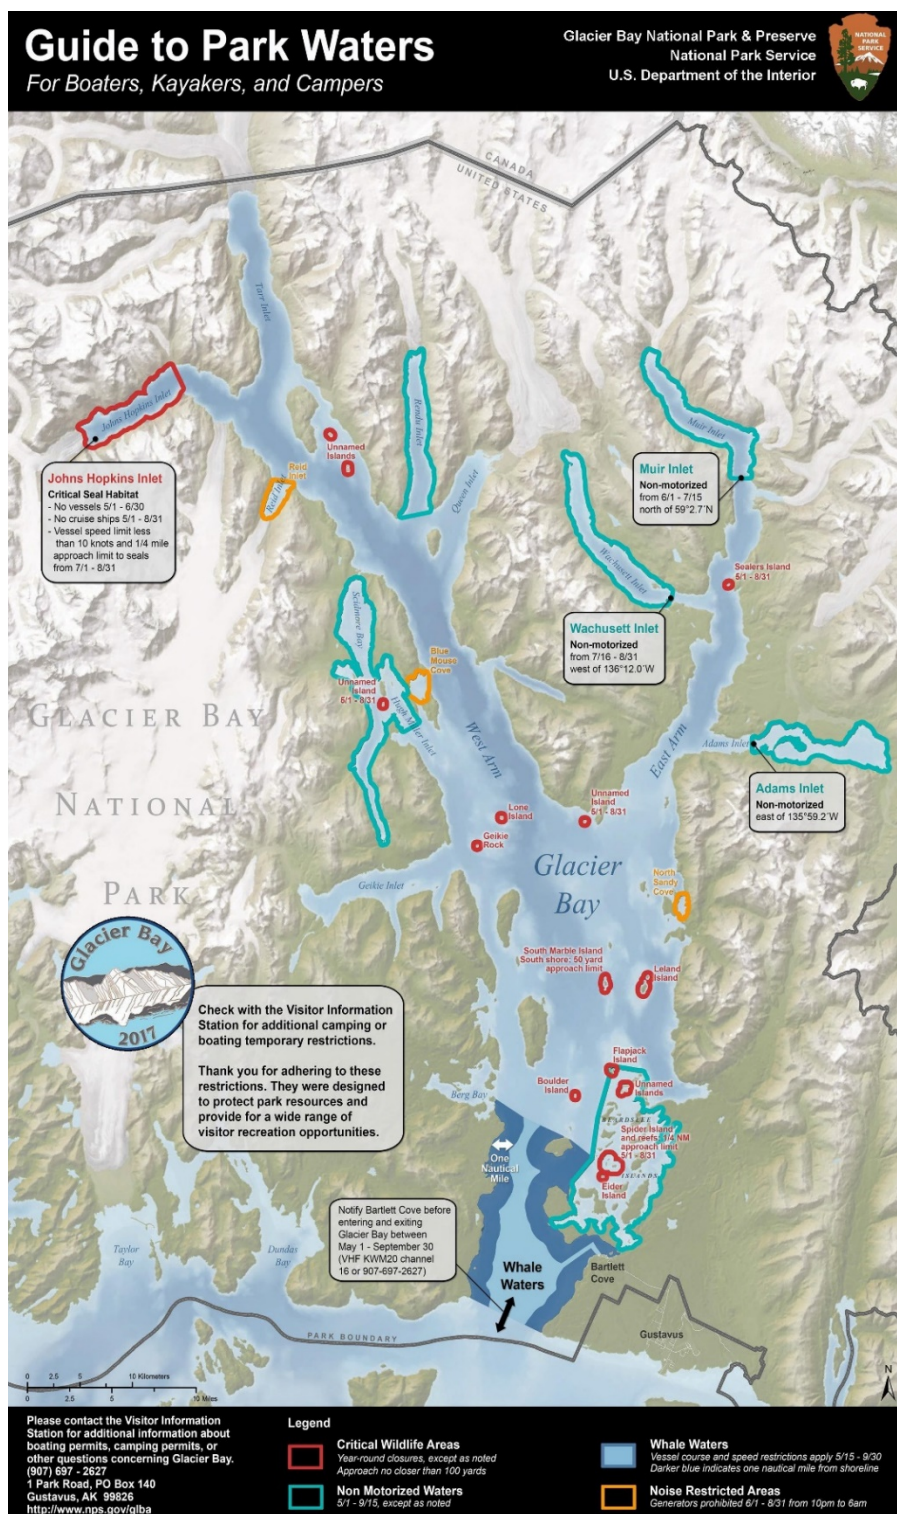 Guide to Park Waters
For Boaters, Kayakers, and Campers
Glacier Bay National Park & Preserve
National Park Service
U.S. Department of the Interior
NATIONAL
PARK
SERVICE
CANADA
UNITED STATES
Tarr Inlet
Johns Hopkins Inlet
Johns Hopkins Inlet
Critical Seal Habitat
- No vessels 5/1 - 6/30
- No cruise ships 5/1 - 8/31
- Vessel speed limit less
than 10 knots and 1/4 mile
approach limit to seals
from 7/1 - 8/31
Unnamed
Islands
Reid
Inlet
Reid Inlet
Rendu Inlet
Queen Inlet
Muir Inlet
Muir Inlet
Non-motorized
from 6/1 - 7/15
north of 59°2.7'N
Sealers Island
5/1 - 8/31
Wachusett Inlet
Wachusett Inlet
Non-motorized
from 7/16 - 8/31
west of 136°12.0'W
Scidmore Bay
Blue
Mouse
Cove
Unnamed
Island
5/1 - 8/31
Hugh Miller Inlet
GLACIER BAY
NATIONAL
PARK
West Arm
East Arm
Adams Inlet
Adams Inlet
Non-motorized
east of 135°59.2'W
Lone
Island
Unnamed
Island
5/1 - 8/31
Geikie
Rock
Geikie Inlet
Glacier
Bay
North
Sandy
Cove
Glacier Bay
2017
South Marble Island
South shore: 50 yard
approach limit
Leland
Island
Check with the Visitor Information
Station for additional camping or
boating temporary restrictions.
Thank you for adhering to these
restrictions. They were designed
to protect park resources and
provide for a wide range of
visitor recreation opportunities.
Flapjack
Island
Boulder
Island
Unnamed
Islands
Berg Bay
BEARDSLEE
Spider Island
and reefs: 1/4 NM
approach limit
5/1 - 8/31
ISLANDS
Eider
Island
One
Nautical
Mile
Notify Bartlett Cove before
entering and exiting
Glacier Bay between
May 1 - September 30
(VHF KWM20 channel
16 or 907-697-2627)
Taylor
Bay
Dundas
Bay
Whale
Waters
Bartlett
Cove
Gustavus
PARK BOUNDARY
0 2.5 5 10 Kilometers
0 2.5 5 10 Miles
N
Please contact the Visitor Information
Station for additional information about
boating permits, camping permits, or
other questions concerning Glacier Bay.
(907) 697 - 2627
1 Park Road, PO Box 140
Gustavus, AK 99826
http://www.nps.gov/glba
Legend
Critical Wildlife Areas
Year-round closures, except as noted
Approach no closer than 100 yards
Non Motorized Waters
5/1 - 9/15, except as noted
Whale Waters
Vessel course and speed restrictions apply 5/15 - 9/30
Darker blue indicates one nautical mile from shoreline
Noise Restricted Areas
Generators prohibited 6/1 - 8/31 from 10pm to 6am